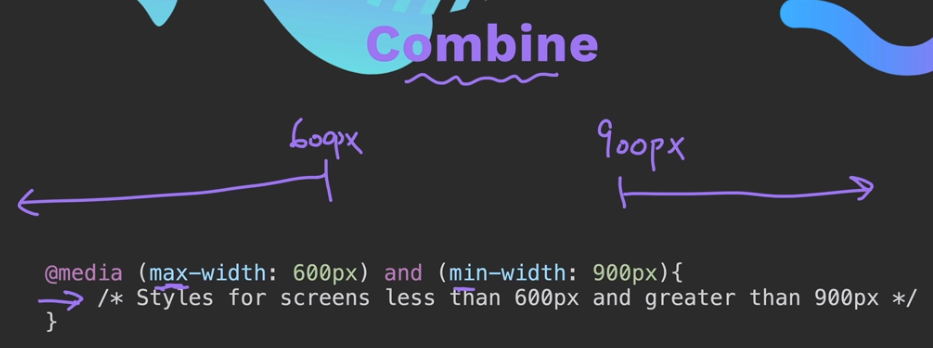 Combine
600px 900px
@media (max-width: 600px) and (min-width: 900px){
/* Styles for screens less than 600px and greater than 900px */
}